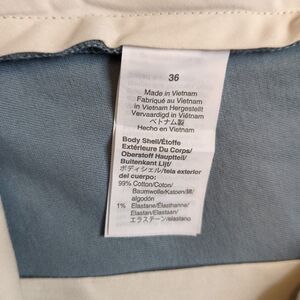 36
Made in Vietnam
Fabriqué au Vietnam
in Vietnam Hergestellt
Vervaardigd in Viëtnam
ベトナム製
Hecho en Vietnam
Body Shell/Étoffe
Extérieure Du Corps/
Oberstoff Hauptteil/
Buitenkant Lijf/
ボディシェル/tela exterior
del cuerpo:
99% Cotton/Coton/
Baumwolle/Katoen/綿/
algodón
1% Elastane/Élasthanne/
Elastan/Elastaan/
エラステーン/elastano